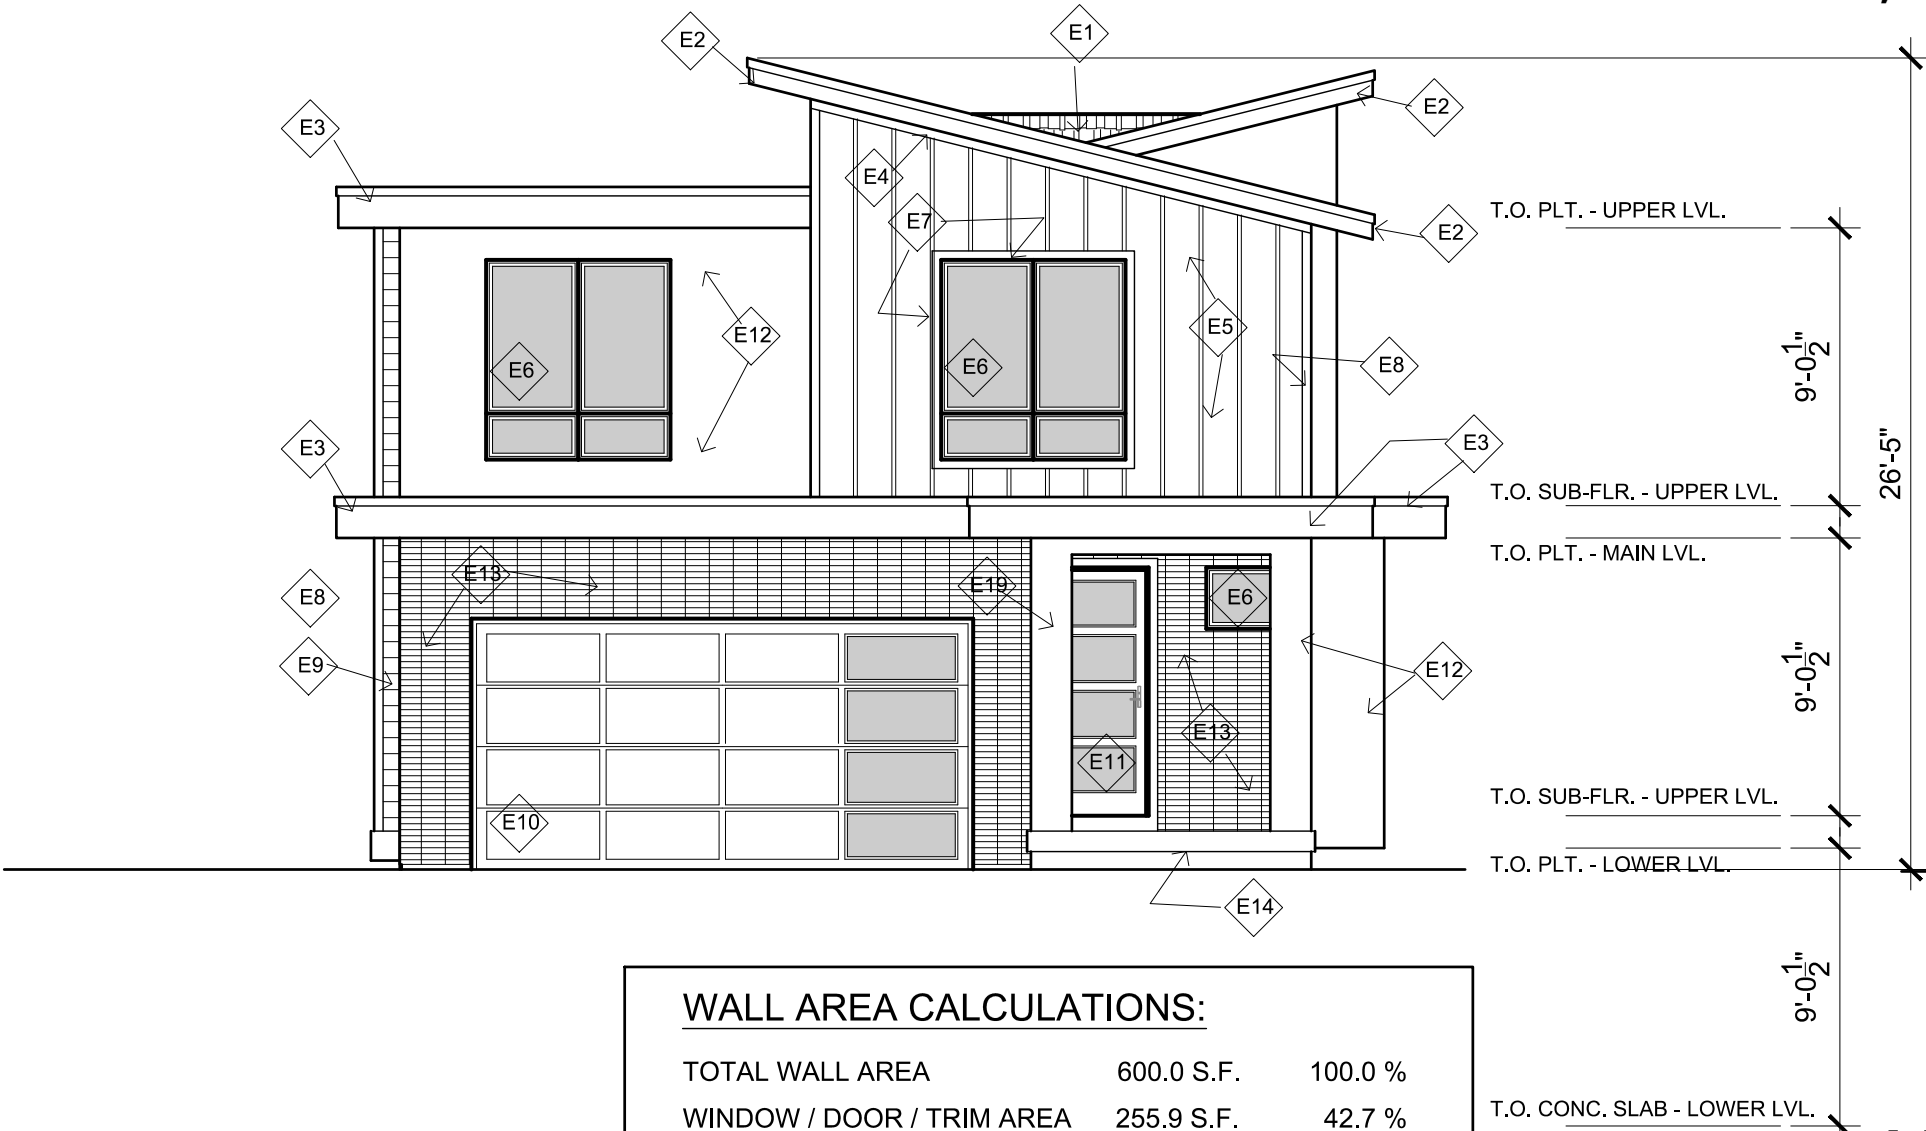 E1
E2
E2
E3
E4
E7
T.O. PLT. - UPPER LVL.
E2
E5
E12
E6
E6
E8
9'-0 1/2"
26'-5"
E3
E3
T.O. SUB-FLR. - UPPER LVL.
T.O. PLT. - MAIN LVL.
E13
E19
E8
E6
E9
E12
9'-0 1/2"
E13
E11
E10
T.O. SUB-FLR. - UPPER LVL.
T.O. PLT. - LOWER LVL.
E14
9'-0 1/2"
WALL AREA CALCULATIONS:
TOTAL WALL AREA 600.0 S.F. 100.0 %
WINDOW / DOOR / TRIM AREA 255.9 S.F. 42.7 %
T.O. CONC. SLAB - LOWER LVL.